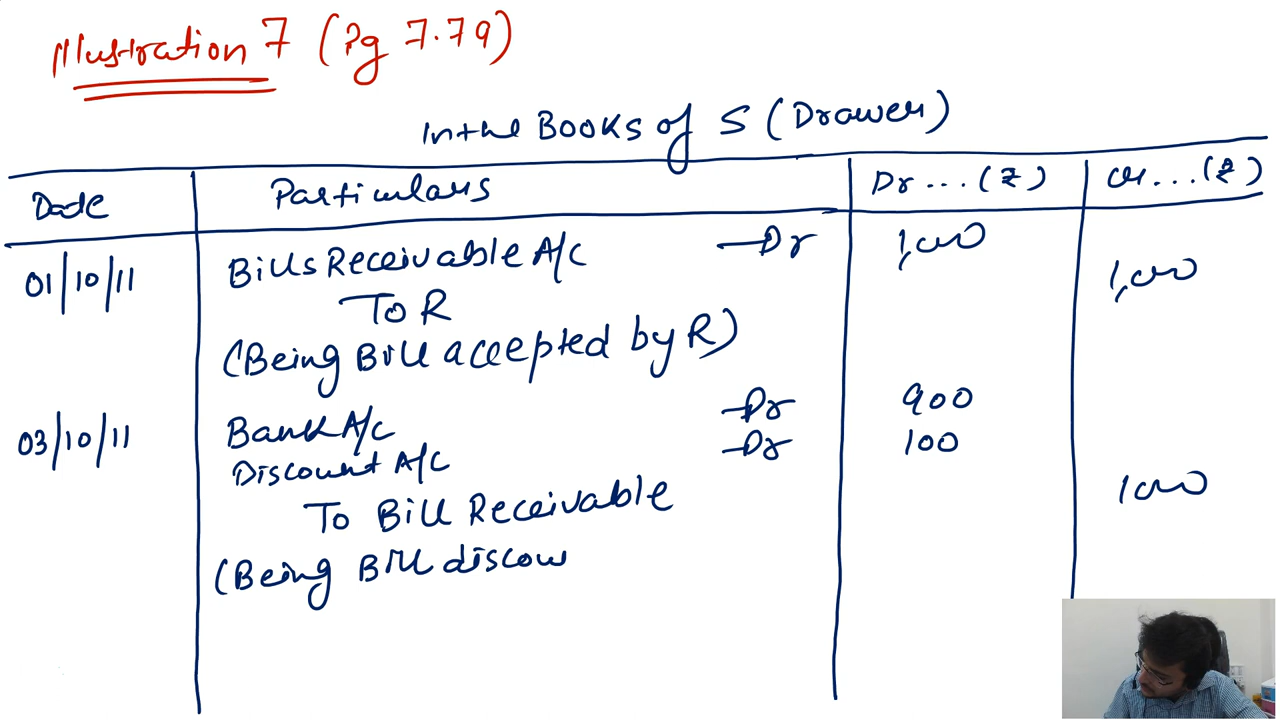 Illustration 7 (Pg 7.79)
In the Books of S (Drawer)
Date Particulars Dr...(₹) Cr...(₹)
01/10/11 Bills Receivable A/c —Dr 1,000
To R 1,000
(Being Bill accepted by R)
03/10/11 Bank A/c —Dr 900
Discount A/c —Dr 100
To Bill Receivable 1000
(Being Bill discou